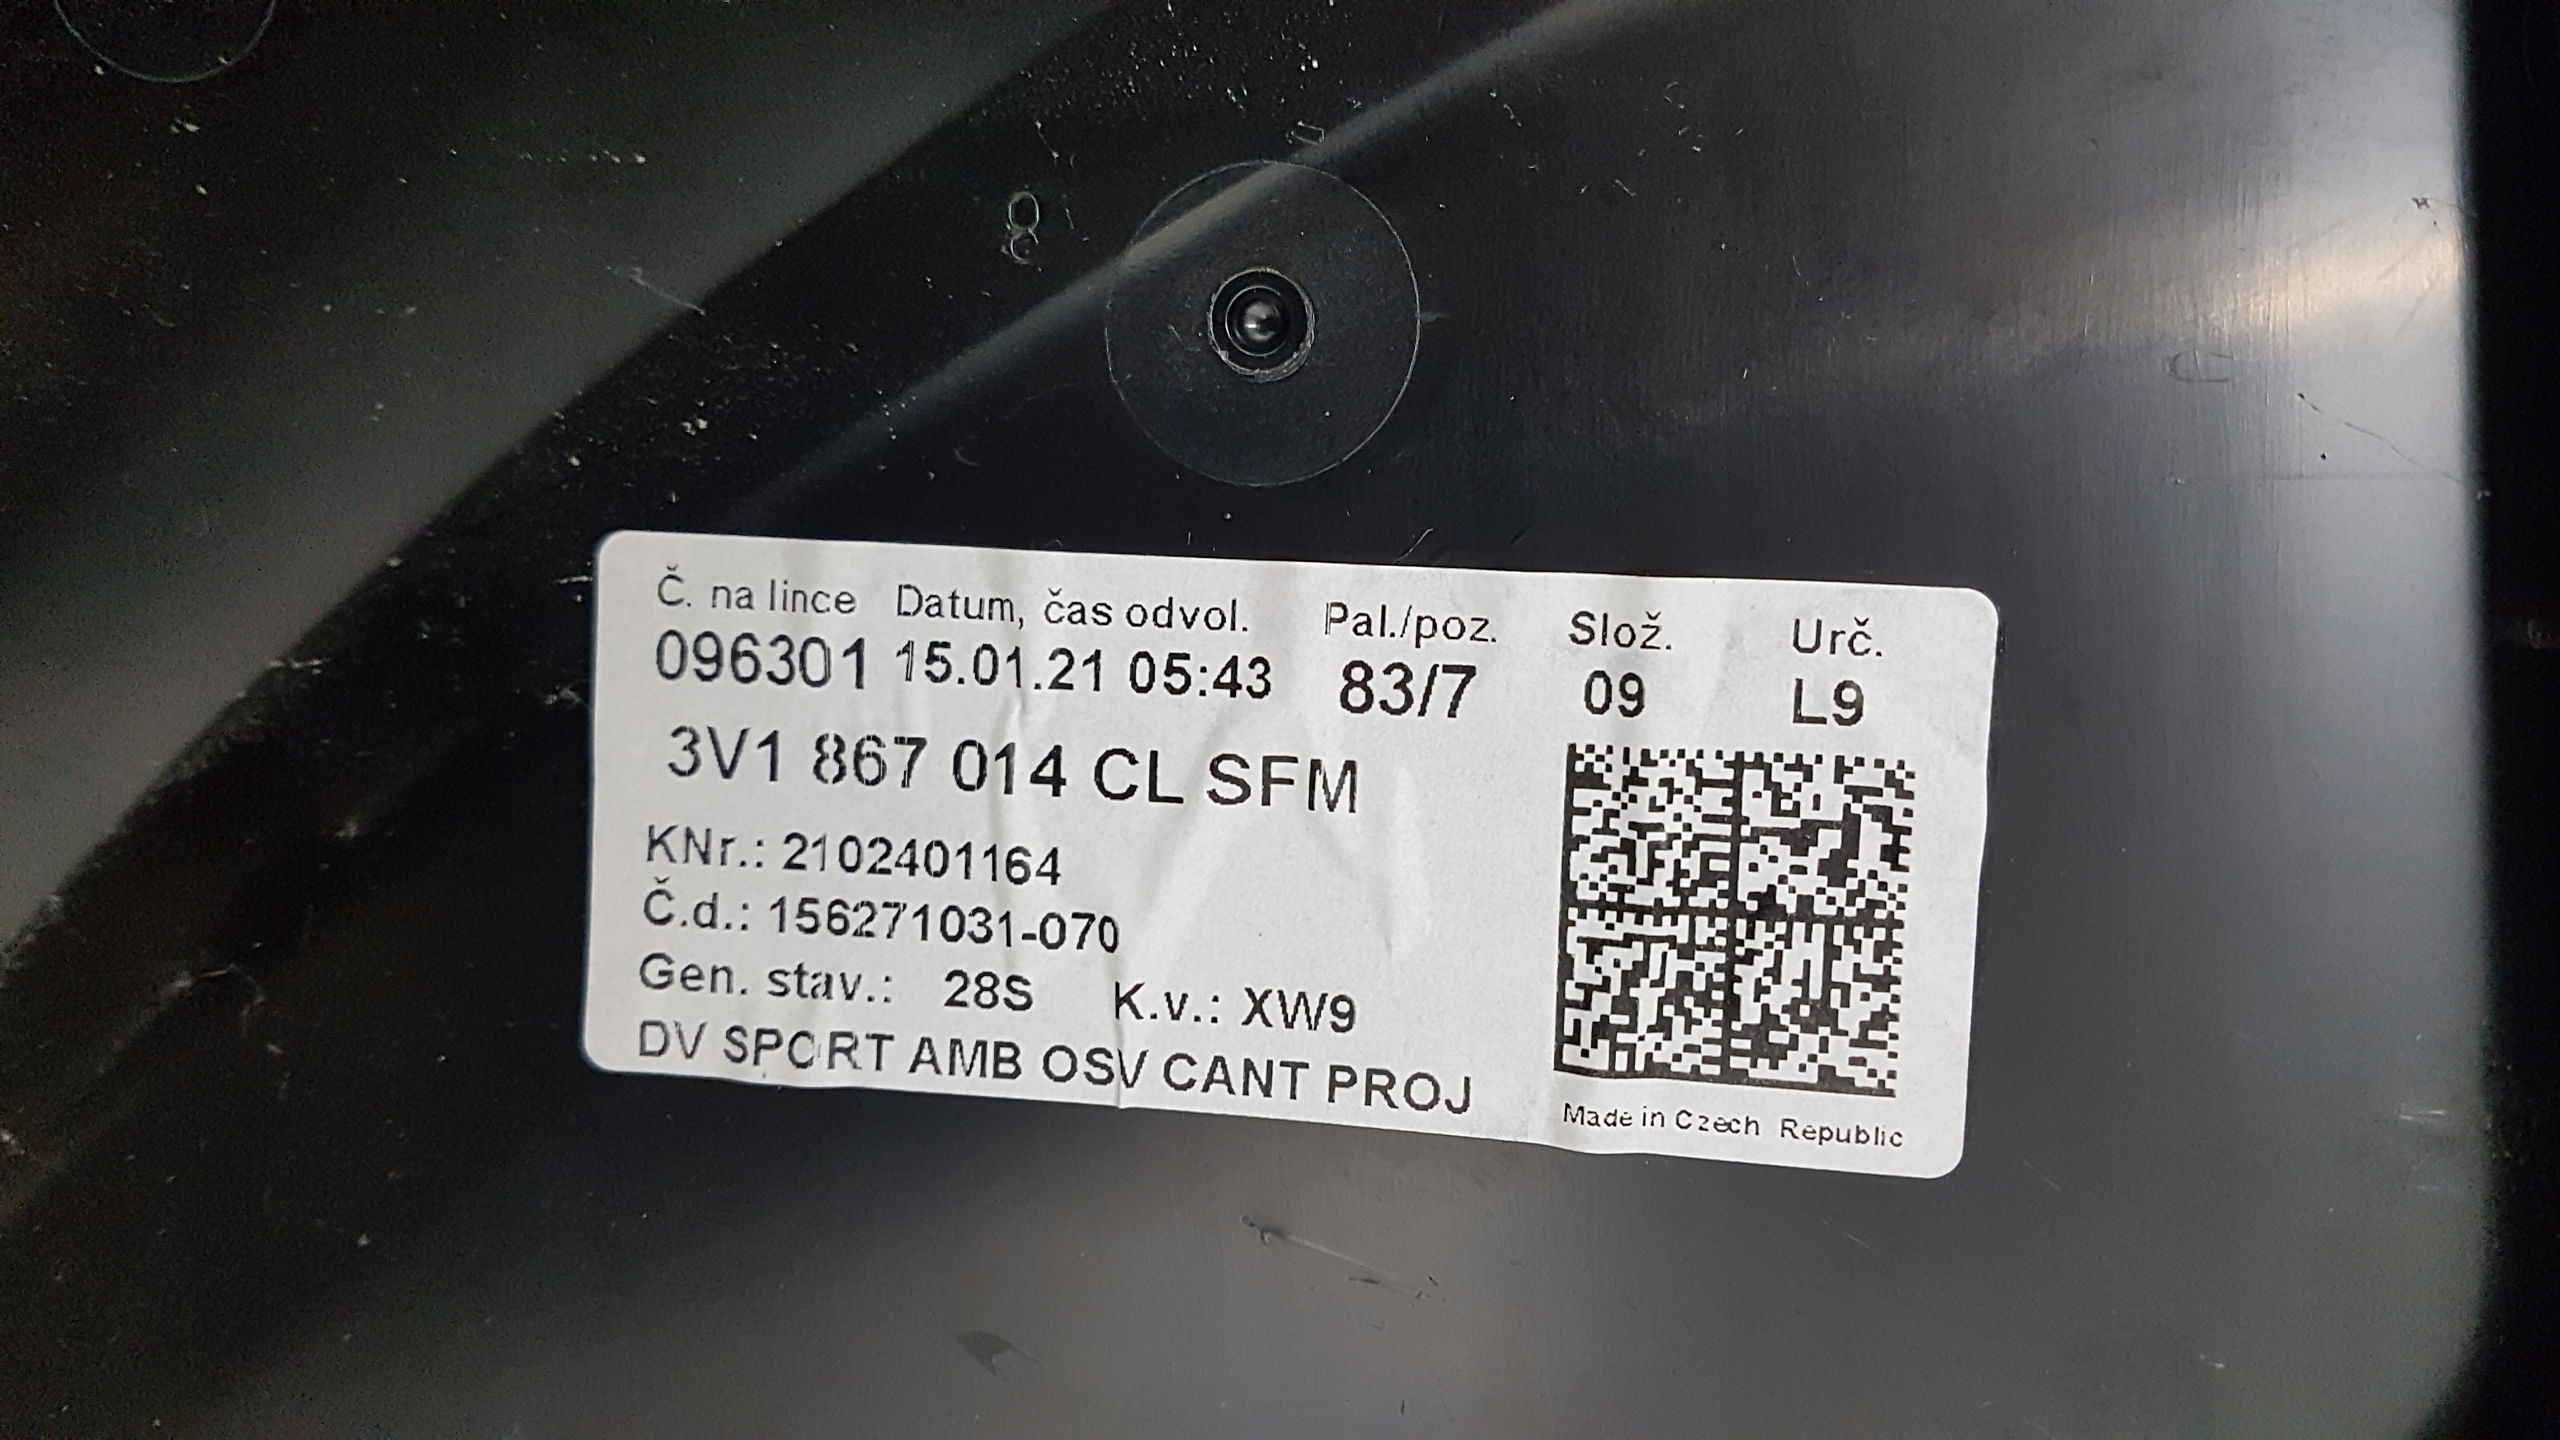 Č. na lince Datum, čas odvol. Pal./poz. Slož. Urč.
096301 15.01.21 05:43 83/7 09 L9
3V1 867 014 CL SFM
KNr.: 2102401164
Č.d.: 156271031-070
Gen. stav.: 28S K.v.: XW9
DV SPORT AMB OSV CANT PROJ
Made in Czech Republic